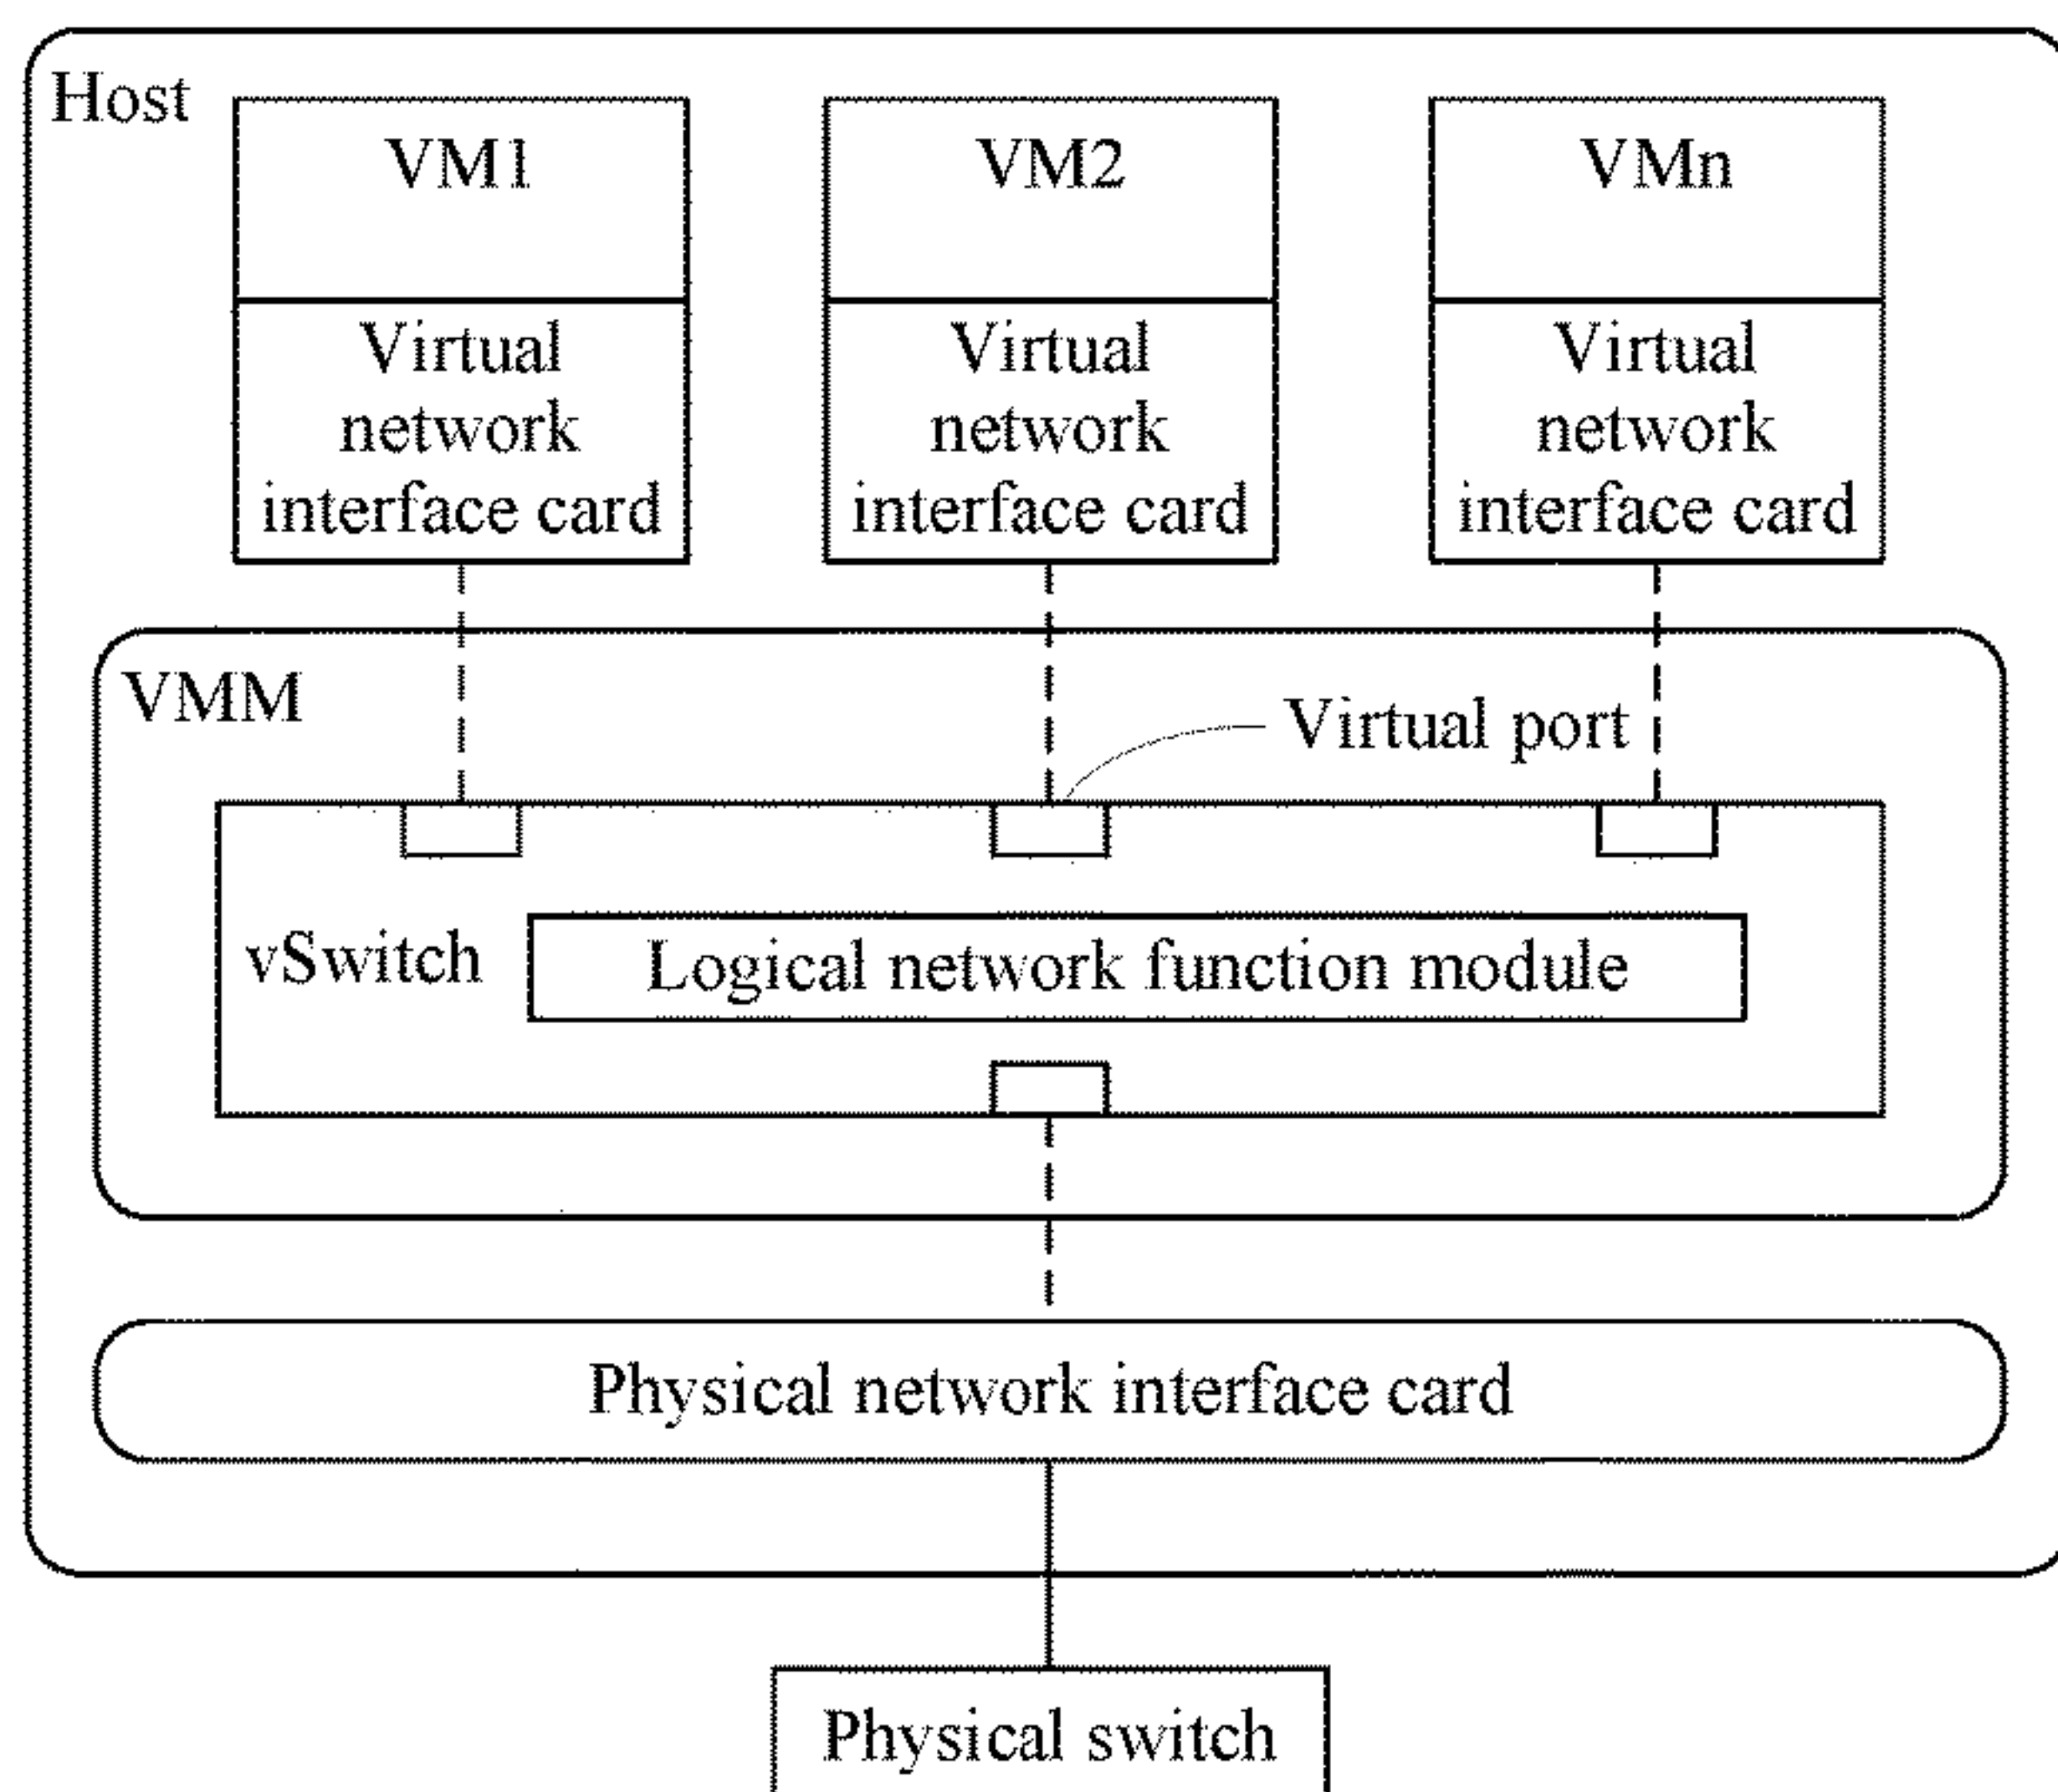 Host
VM1
VM2
VMn
Virtual
network
interface card
Virtual
network
interface card
Virtual
network
interface card
VMM
Virtual port
vSwitch
Logical network function module
Physical network interface card
Physical switch